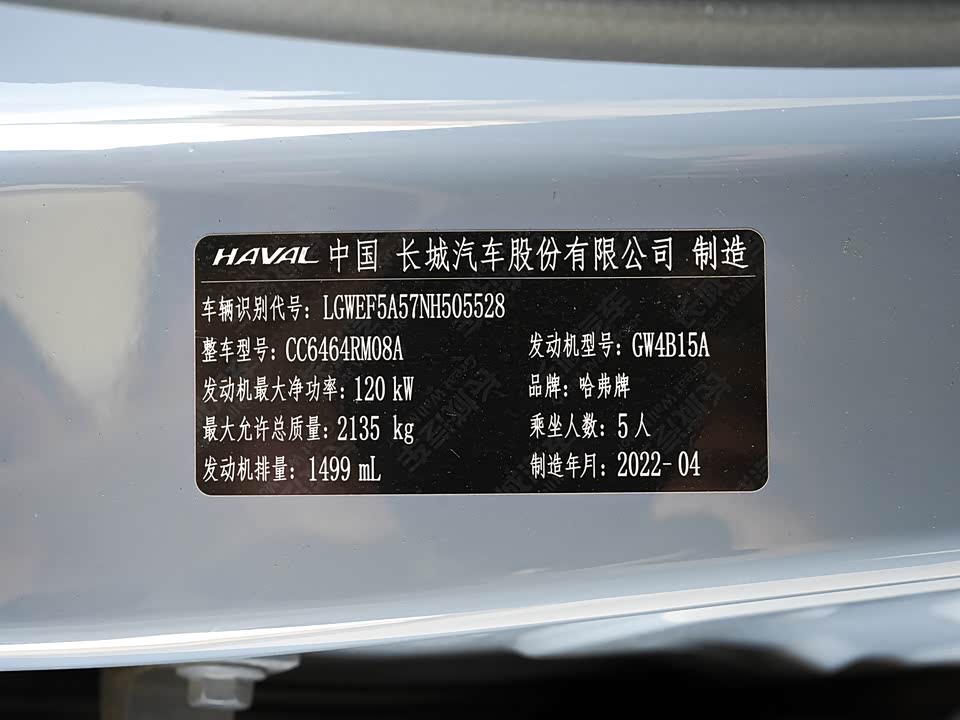 HAVAL 中国 长城汽车股份有限公司 制造
车辆识别代号：LGWEF5A57NH505528
整车型号：CC6464RM08A 发动机型号：GW4B15A
发动机最大净功率：120 kW 品牌：哈弗牌
最大允许总质量：2135 kg 乘坐人数：5人
发动机排量：1499 mL 制造年月：2022-04